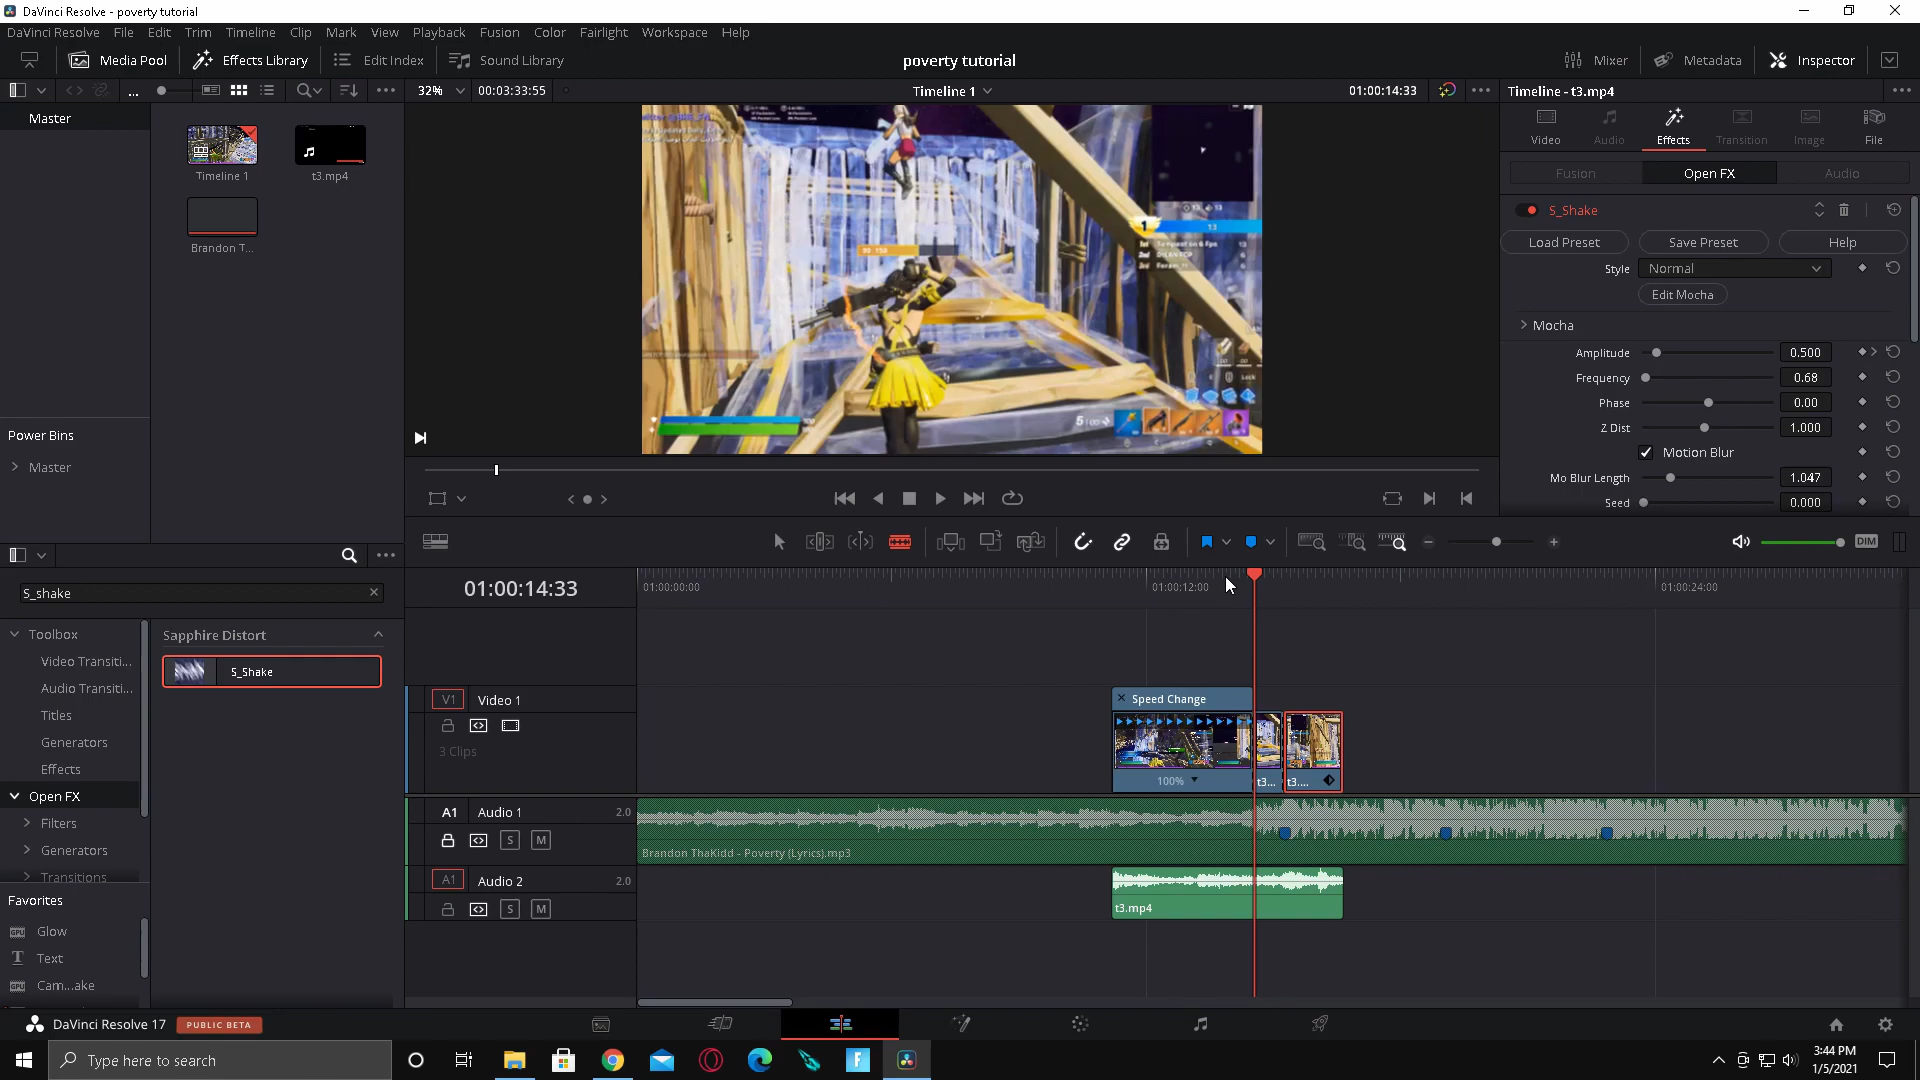 DaVinci Resolve - poverty tutorial
DaVinci Resolve File Edit Trim Timeline Clip Mark View Playback Fusion Color Fairlight Workspace Help
Media Pool Effects Library Edit Index Sound Library poverty tutorial Mixer Metadata Inspector
... 32% 00:03:33:55 Timeline 1 01:00:14:33 Timeline - t3.mp4
Master
Timeline 1
t3.mp4
Brandon T...
Power Bins
Master
Video Audio Effects Transition Image File
Fusion Open FX Audio
S_Shake
Load Preset Save Preset Help
Style Normal
Edit Mocha
Mocha
Amplitude 0.500
Frequency 0.68
Phase 0.00
Z Dist 1.000
Motion Blur
Mo Blur Length 1.047
Seed 0.000
DIM
S_shake
Toolbox
Video Transiti...
Audio Transiti...
Titles
Generators
Effects
Open FX
Filters
Generators
Transitions
Favorites
Glow
Text
Cam...ake
Sapphire Distort
S_Shake
01:00:14:33
01:00:00:00 01:00:12:00 01:00:24:00
V1 Video 1
3 Clips
Speed Change
100%
t3... t3....
A1 Audio 1 2.0
S M
Brandon ThaKidd - Poverty (Lyrics).mp3
A1 Audio 2 2.0
S M
t3.mp4
DaVinci Resolve 17 PUBLIC BETA
Type here to search
3:44 PM
1/5/2021